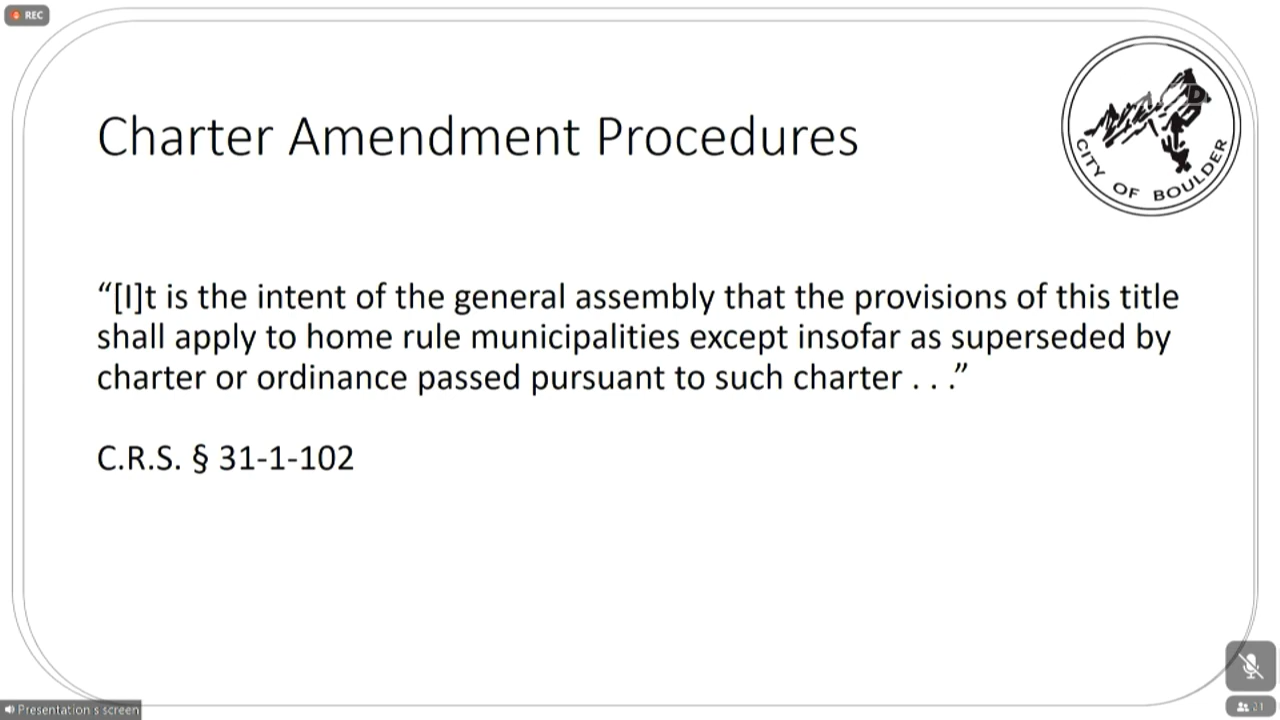 REC
Charter Amendment Procedures
CITY OF BOULDER
“[I]t is the intent of the general assembly that the provisions of this title
shall apply to home rule municipalities except insofar as superseded by
charter or ordinance passed pursuant to such charter . . .”
C.R.S. § 31-1-102
Presentation's screen